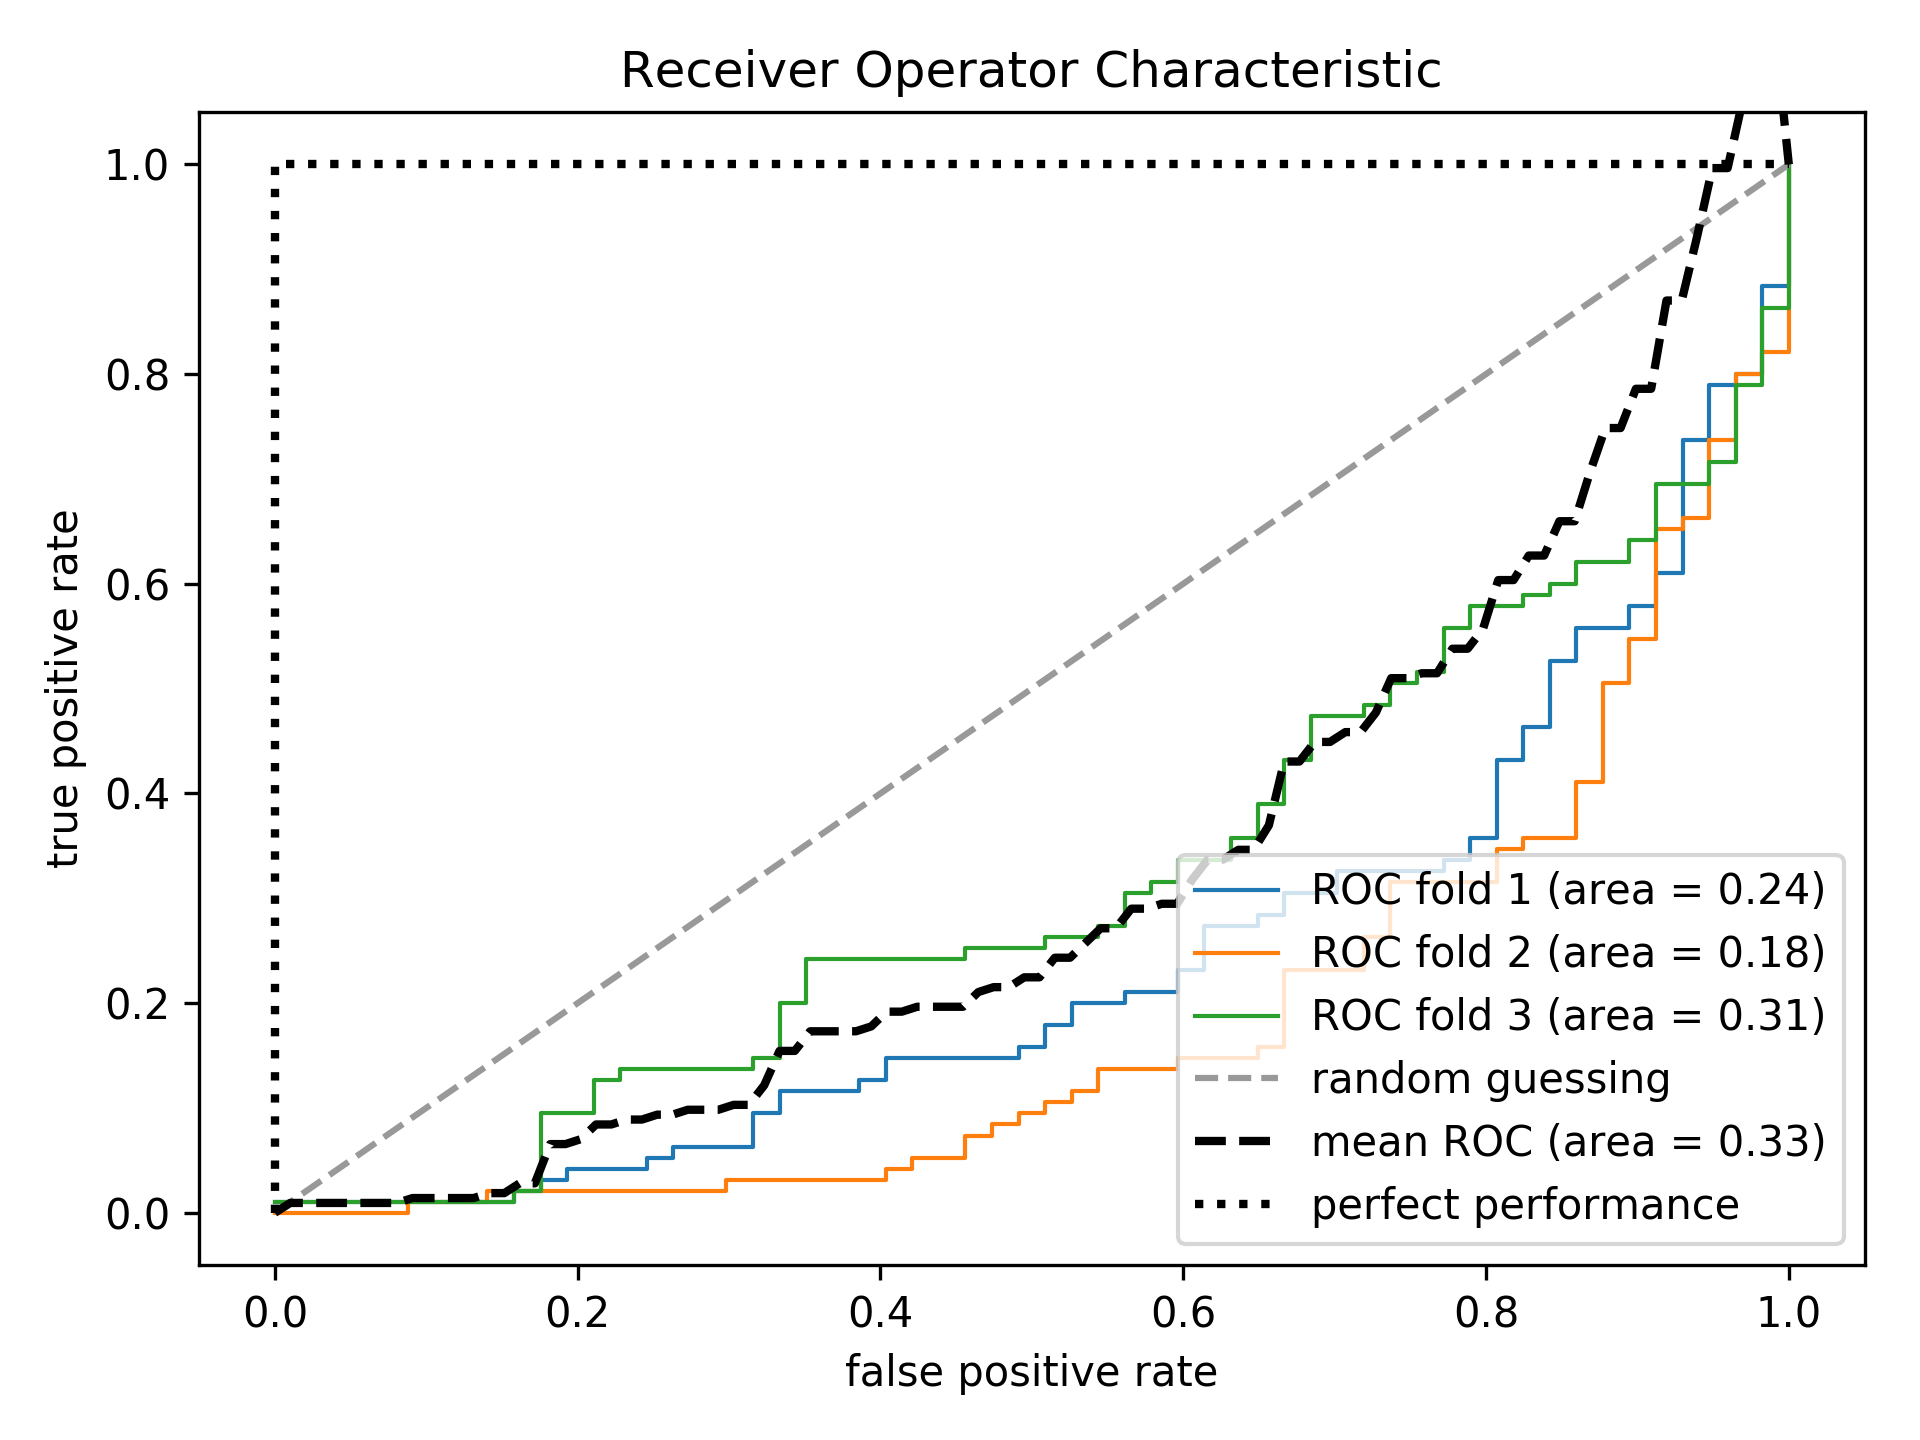 Receiver Operator Characteristic
true positive rate
1.0
0.8
0.6
0.4
0.2
0.0
ROC fold 1 (area = 0.24)
ROC fold 2 (area = 0.18)
ROC fold 3 (area = 0.31)
random guessing
mean ROC (area = 0.33)
perfect performance
0.0 0.2 0.4 0.6 0.8 1.0
false positive rate